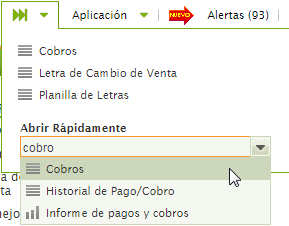 Aplicación NUEVO Alertas (93)
Cobros
Letra de Cambio de Venta
Planilla de Letras
Abrir Rápidamente
cobro
Cobros
Historial de Pago/Cobro
Informe de pagos y cobros